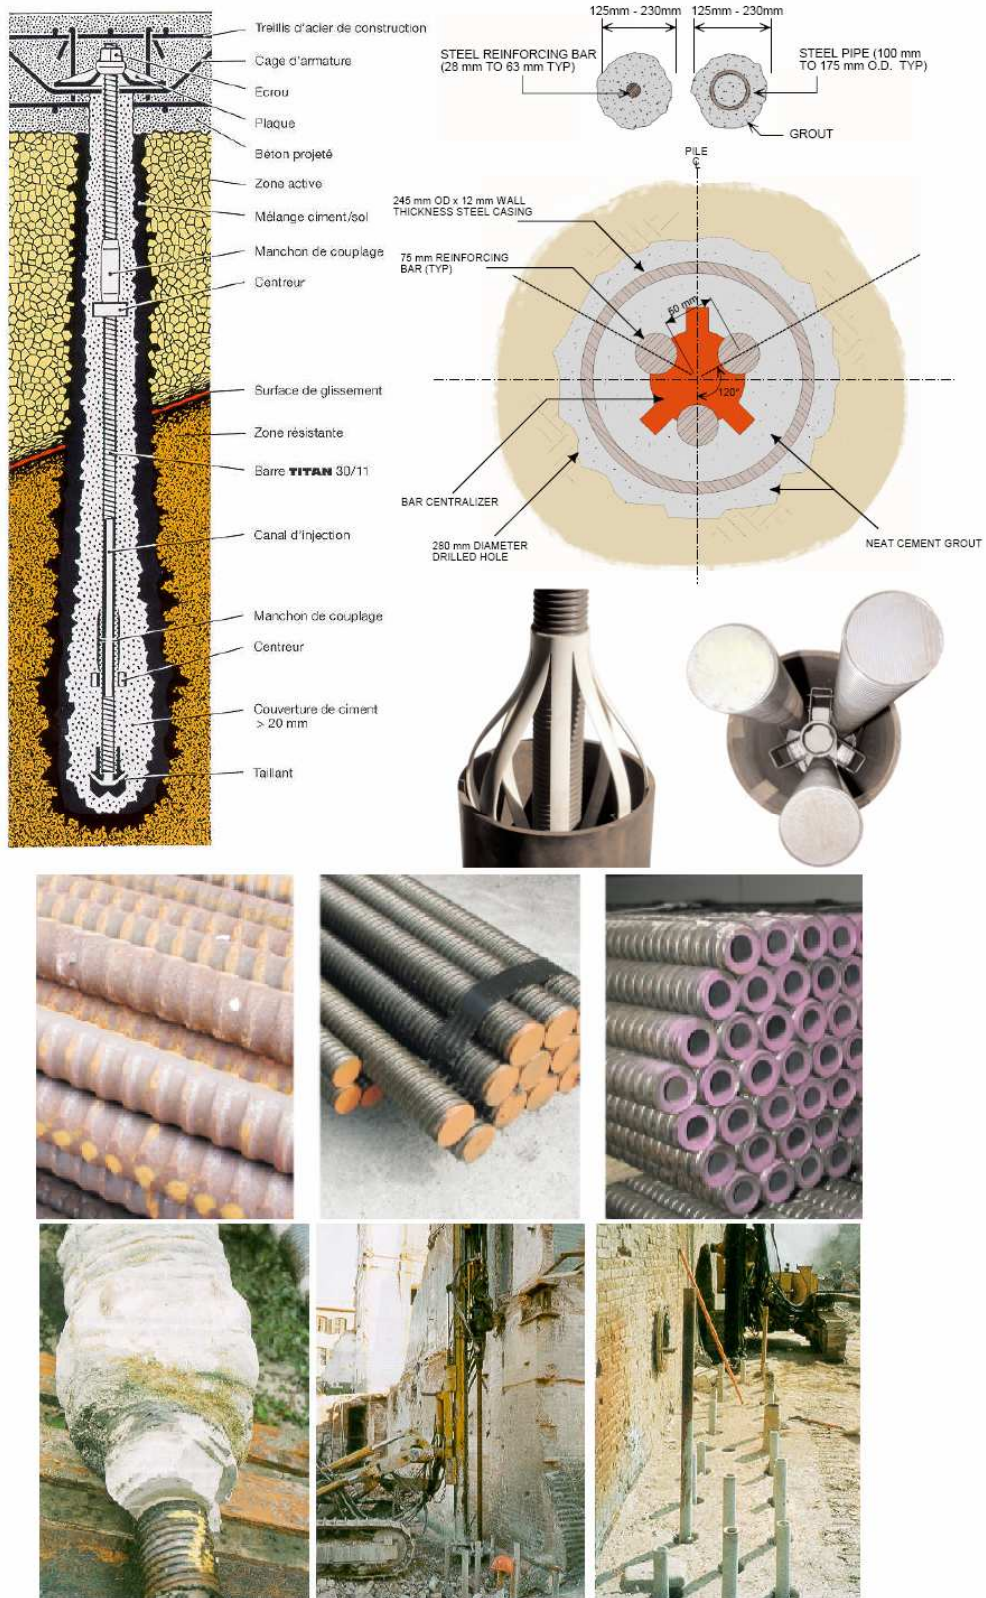 Treillis d'acier de construction
Cage d'armature
Ecrou
Plaque
Béton projeté
Zone active
Mélange ciment/sol
Manchon de couplage
Centreur
Surface de glissement
Zone résistante
Barre TITAN 30/11
Canal d'injection
Manchon de couplage
Centreur
Couverture de ciment
> 20 mm
Taillant
125mm - 230mm
125mm - 230mm
STEEL REINFORCING BAR
(28 mm TO 63 mm TYP)
STEEL PIPE (100 mm
TO 175 mm O.D. TYP)
GROUT
PILE
CL
245 mm OD x 12 mm WALL
THICKNESS STEEL CASING
75 mm REINFORCING
BAR (TYP)
50 mm
120°
BAR CENTRALIZER
280 mm DIAMETER
DRILLED HOLE
NEAT CEMENT GROUT